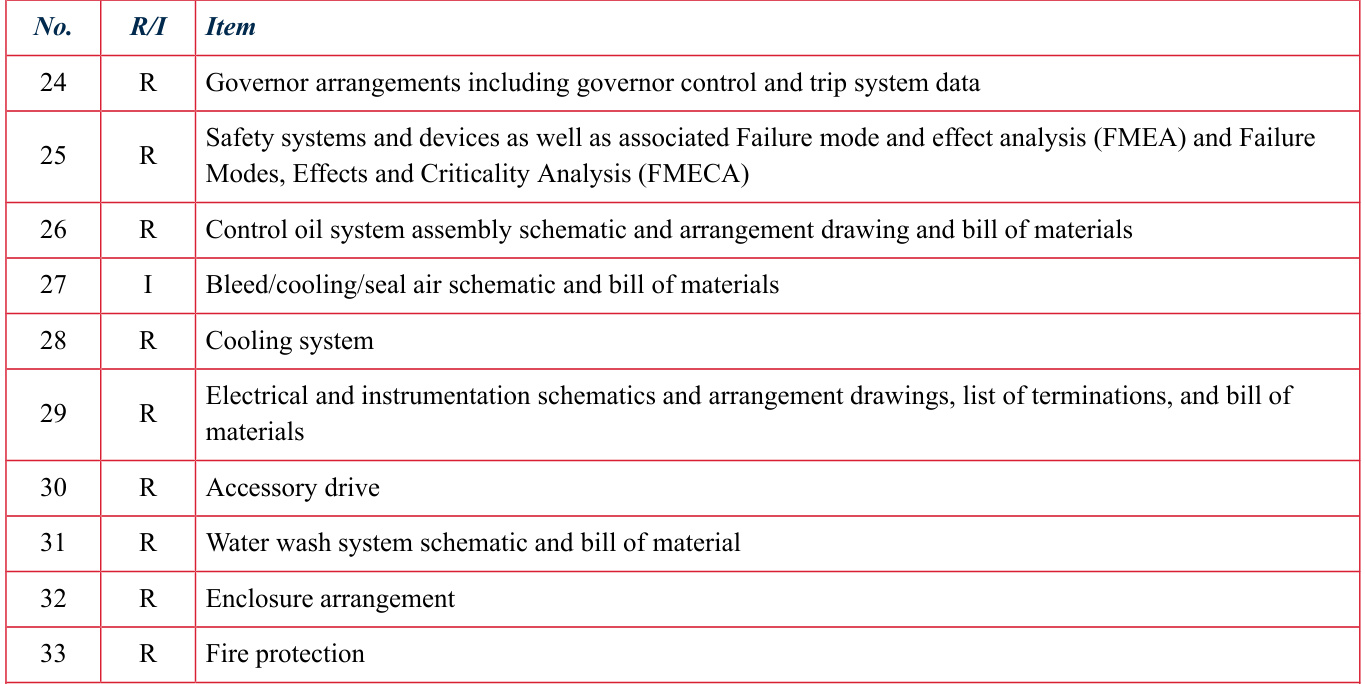 No. R/I Item
24 R Governor arrangements including governor control and trip system data
25 R Safety systems and devices as well as associated Failure mode and effect analysis (FMEA) and Failure
Modes, Effects and Criticality Analysis (FMECA)
26 R Control oil system assembly schematic and arrangement drawing and bill of materials
27 I Bleed/cooling/seal air schematic and bill of materials
28 R Cooling system
29 R Electrical and instrumentation schematics and arrangement drawings, list of terminations, and bill of
materials
30 R Accessory drive
31 R Water wash system schematic and bill of material
32 R Enclosure arrangement
33 R Fire protection